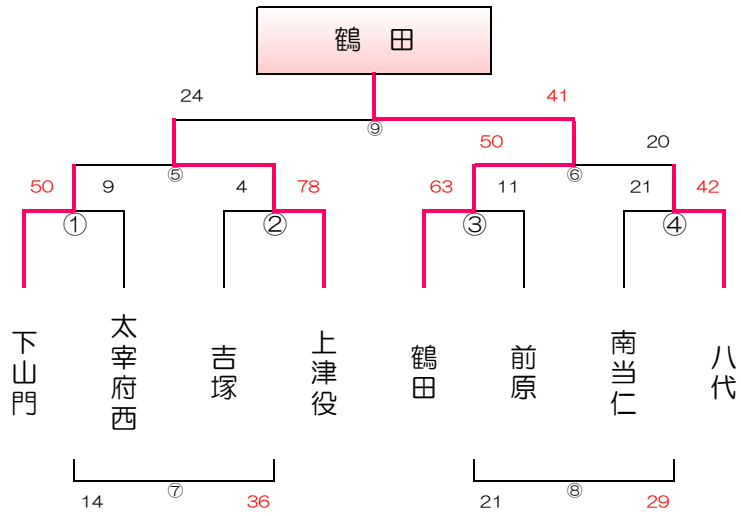 鶴 田
24 41
⑨
50 20
⑤ ⑥
50 9 4 78 63 11 21 42
① ② ③ ④
下山門
太宰府西
吉塚
上津役
鶴田
前原
南当仁
八代
⑦ ⑧
14 36 21 29